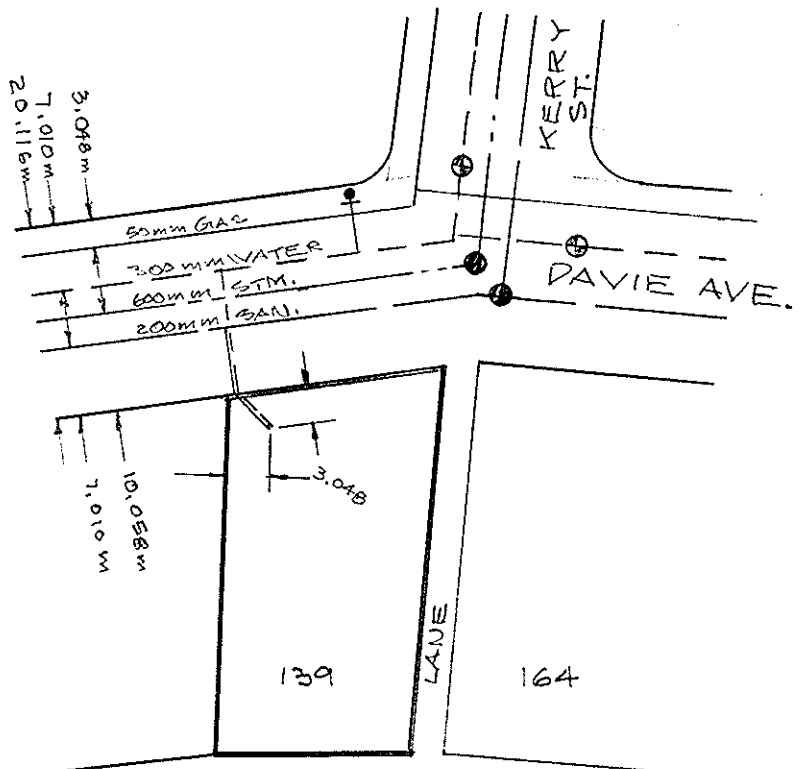 KERRY
ST.
3.048m
7.010m
20.116m
50mm GAS
300mm WATER
600mm STM.
200mm SAN.
DAVIE AVE.
3.048
10.058m
7.010 m
LANE
139
164